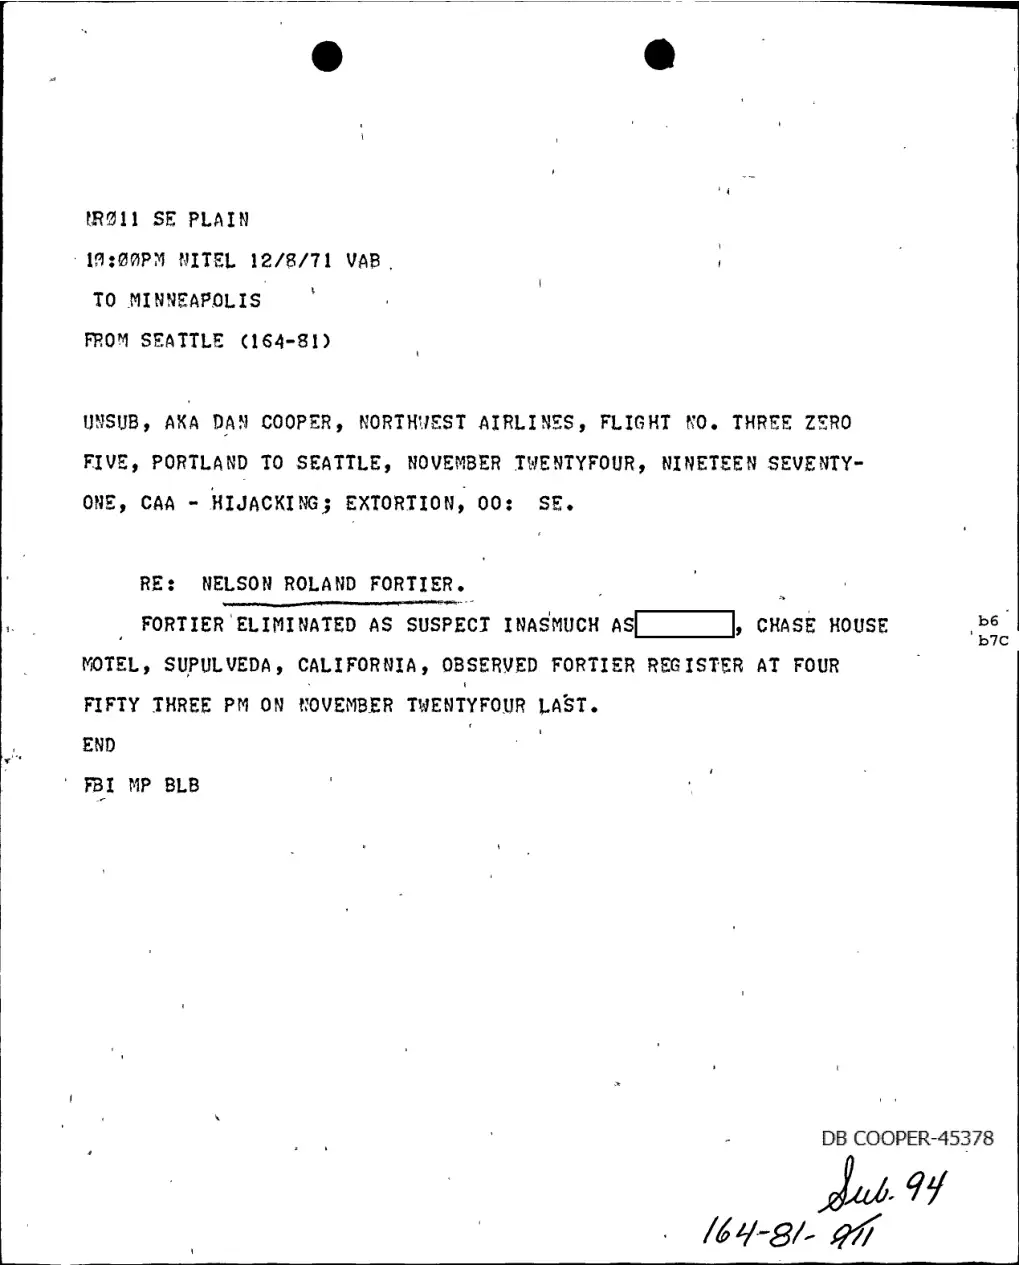 NR011 SE PLAIN
10:00PM NITEL 12/8/71 VAB
TO MINNEAPOLIS
FROM SEATTLE (164-81)
UNSUB, AKA DAN COOPER, NORTHWEST AIRLINES, FLIGHT NO. THREE ZERO
FIVE, PORTLAND TO SEATTLE, NOVEMBER TWENTYFOUR, NINETEEN SEVENTY-
ONE, CAA - HIJACKING; EXTORTION, OO: SE.
RE: NELSON ROLAND FORTIER.
FORTIER ELIMINATED AS SUSPECT INASMUCH AS , CHASE HOUSE
b6
b7C
MOTEL, SUPULVEDA, CALIFORNIA, OBSERVED FORTIER REGISTER AT FOUR
FIFTY THREE PM ON NOVEMBER TWENTYFOUR LAST.
END
FBI MP BLB
DB COOPER-45378
Sub. 94
164-81-